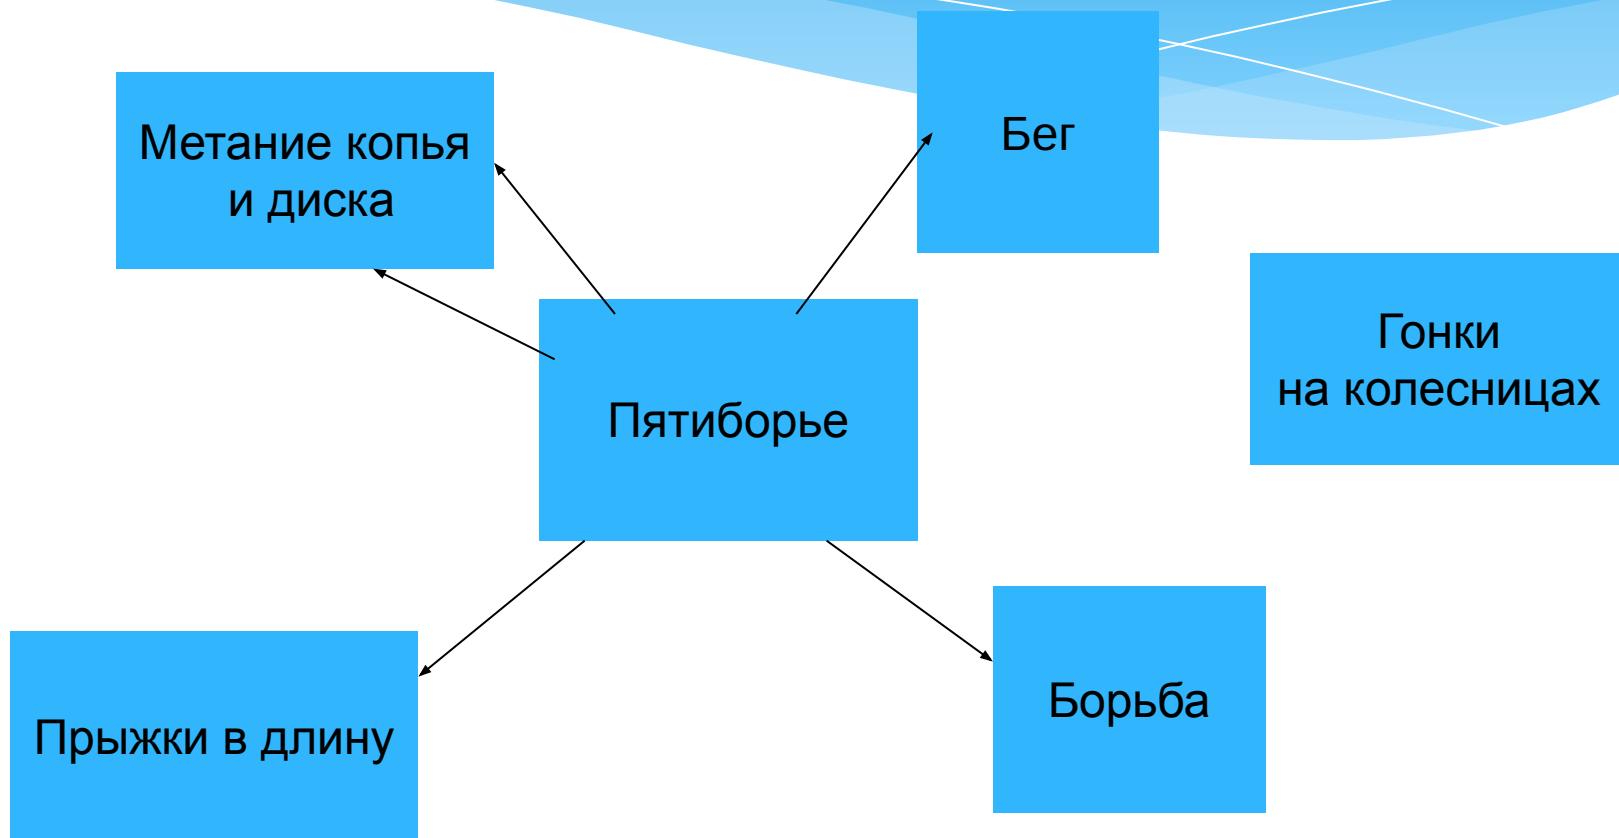 Метание копья
и диска
Бег
Гонки
на колесницах
Пятиборье
Прыжки в длину
Борьба